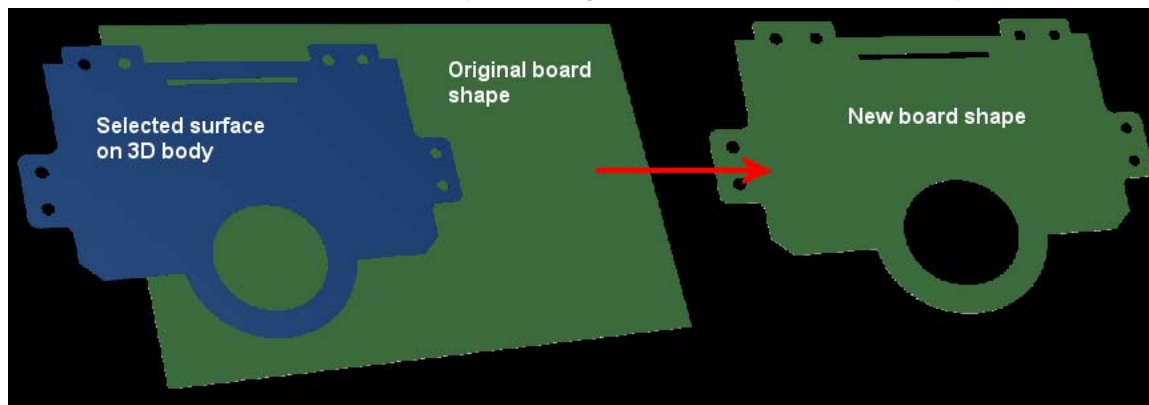 Original board
shape
Selected surface
on 3D body
New board shape